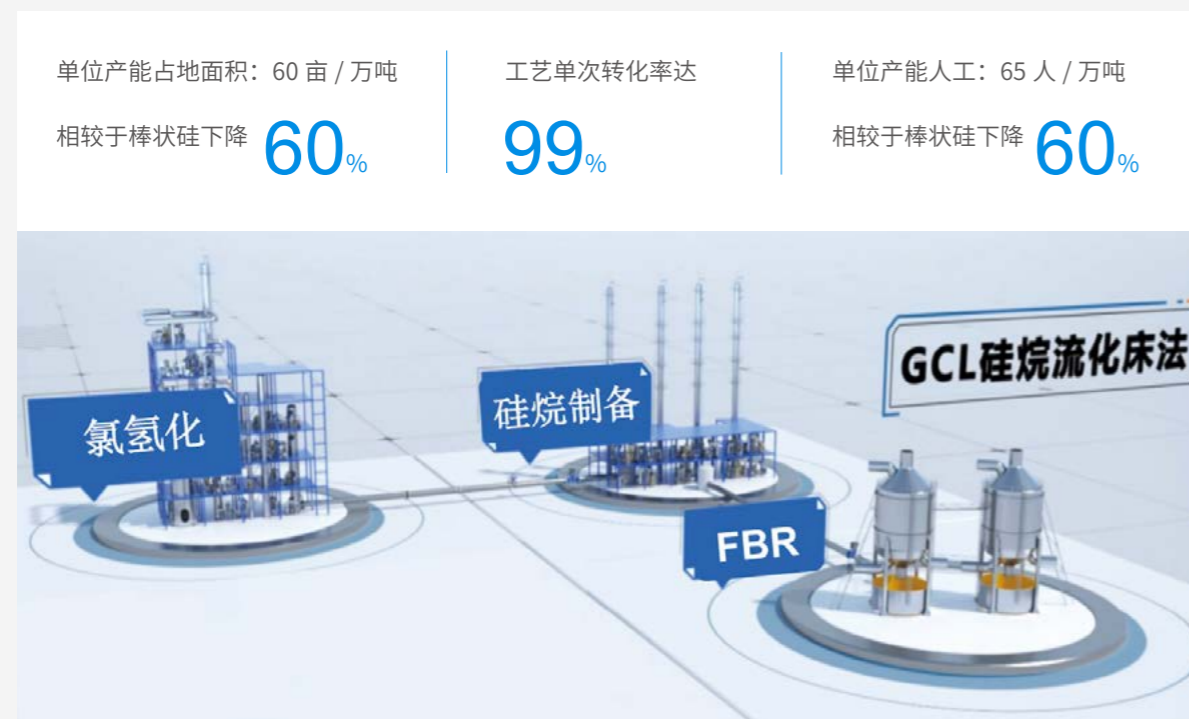 单位产能占地面积：60 亩 / 万吨
相较于棒状硅下降 60%
工艺单次转化率达
99%
单位产能人工：65 人 / 万吨
相较于棒状硅下降 60%
GCL硅烷流化床法
氯氢化
硅烷制备
FBR